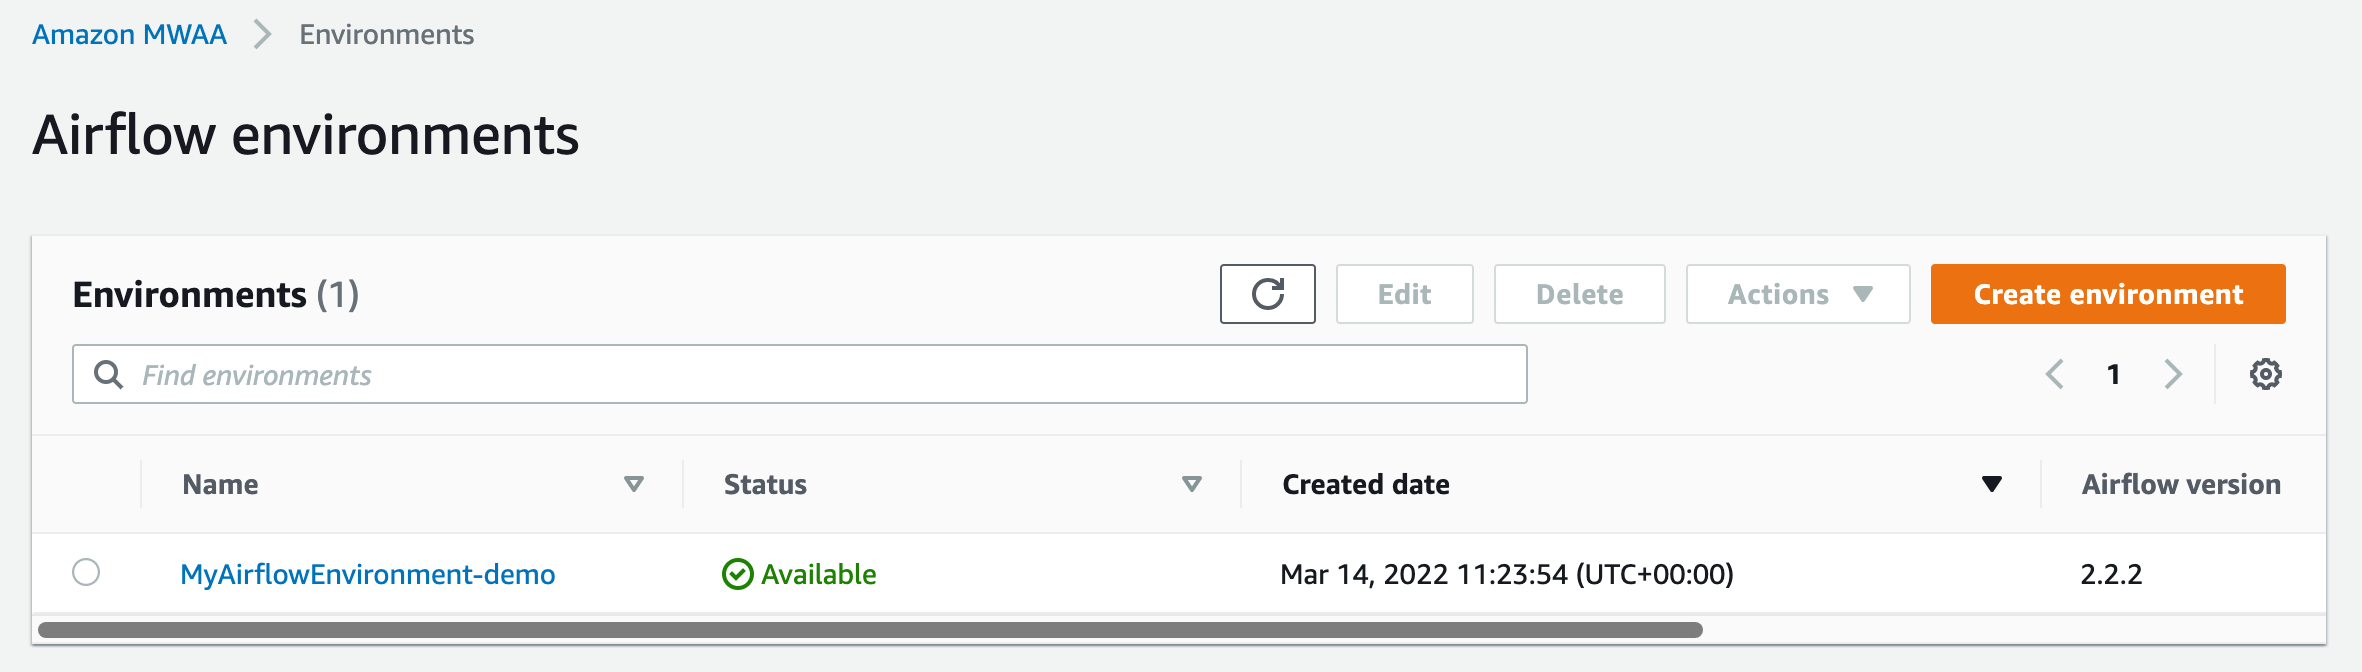 Amazon MWAA > Environments
Airflow environments
Environments (1)
Edit
Delete
Actions
Create environment
Find environments
1
Name Status Created date Airflow version
MyAirflowEnvironment-demo Available Mar 14, 2022 11:23:54 (UTC+00:00) 2.2.2